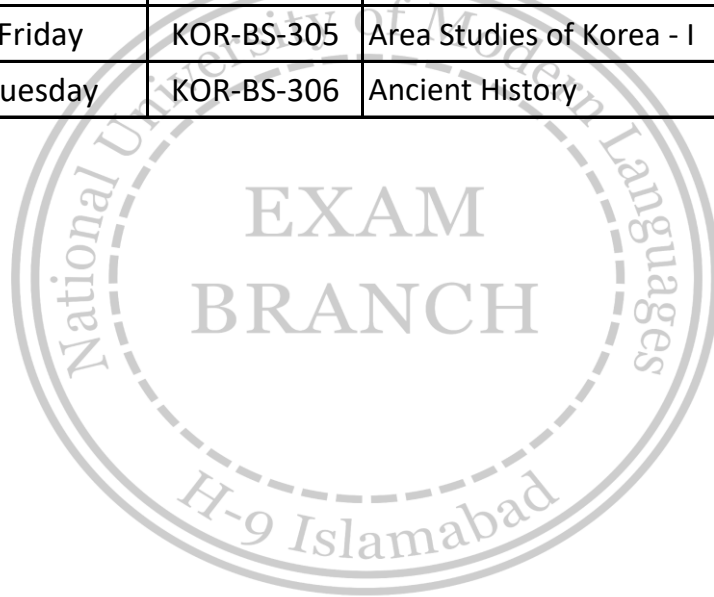 Friday KOR-BS-305 Area Studies of Korea - I
uesday KOR-BS-306 Ancient History
National University of Modern Languages
EXAM
BRANCH
H-9 Islamabad